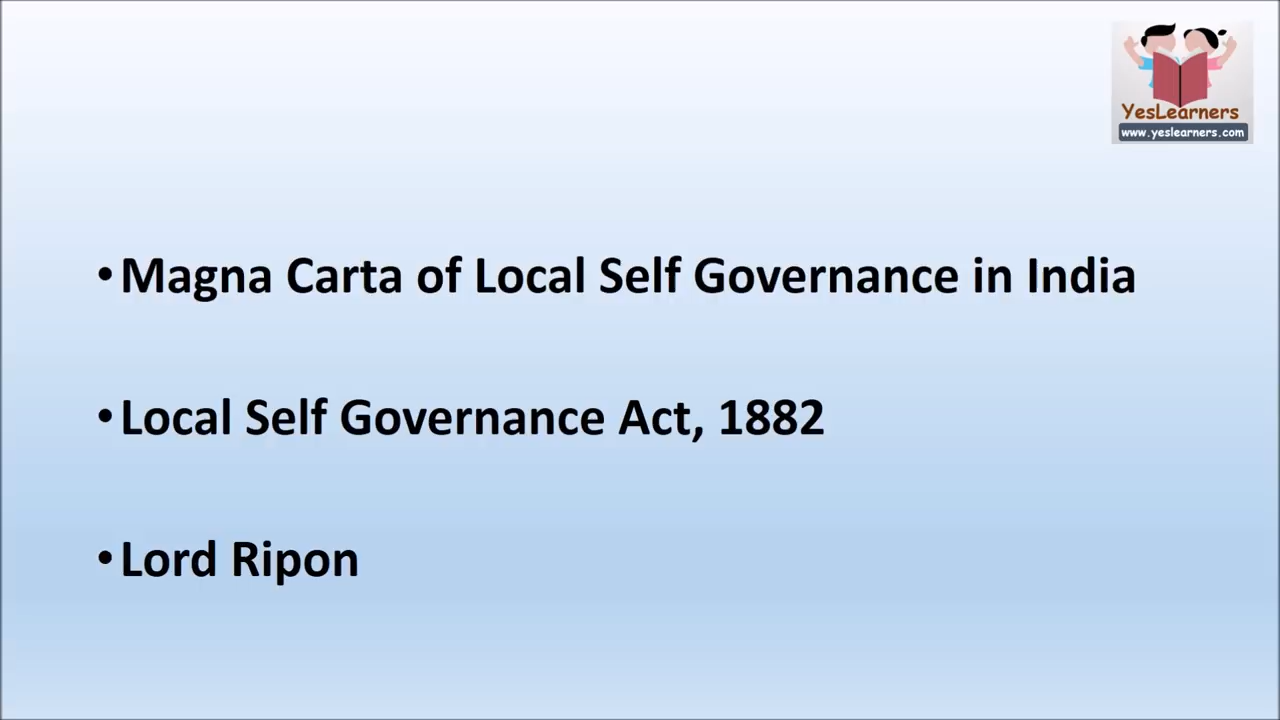 YesLearners
www.yeslearners.com
•Magna Carta of Local Self Governance in India
•Local Self Governance Act, 1882
•Lord Ripon